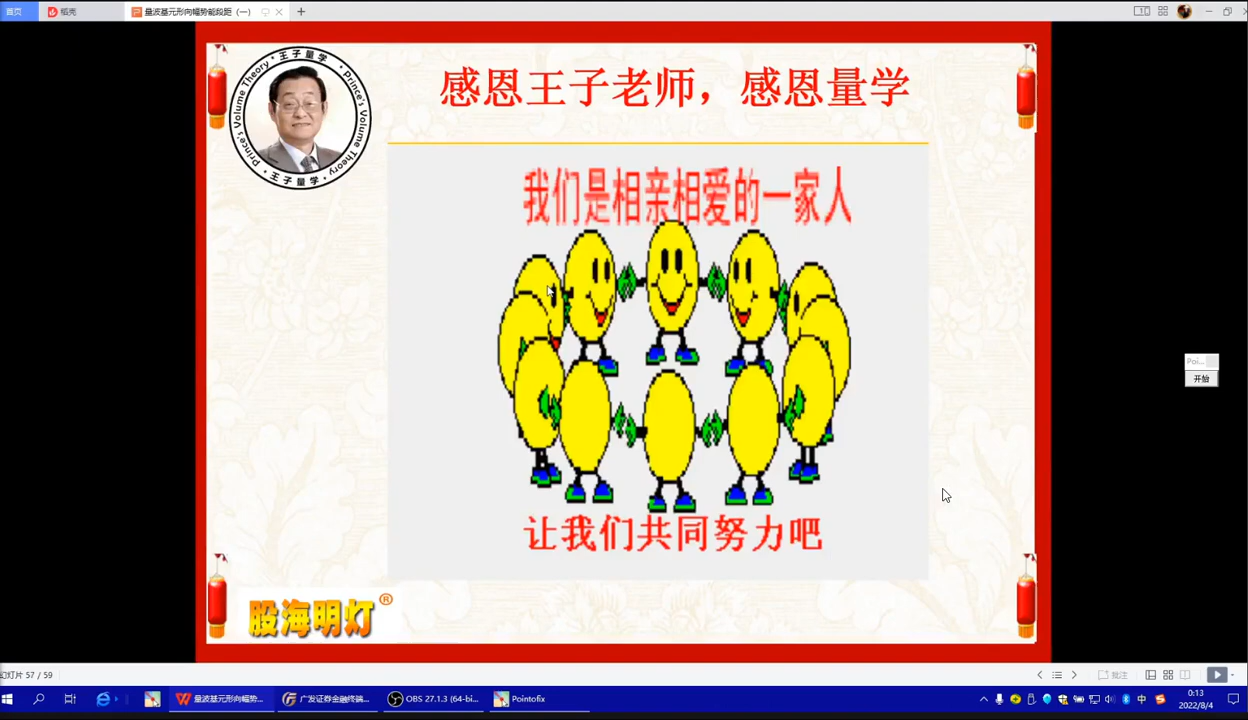 首页
稻壳
量波基元形向幅势能段距（一）
王子量学
Prince's Volume Theory
Prince's Volume Theory
王子量学
感恩王子老师，感恩量学
我们是相亲相爱的一家人
让我们共同努力吧
股海明灯®
Poi...
开始
幻灯片 57 / 59
批注
量波基元形向幅势...
广发证券金融终端...
OBS 27.1.3 (64-bi...
Pointofix
中
0:13
2022/8/4